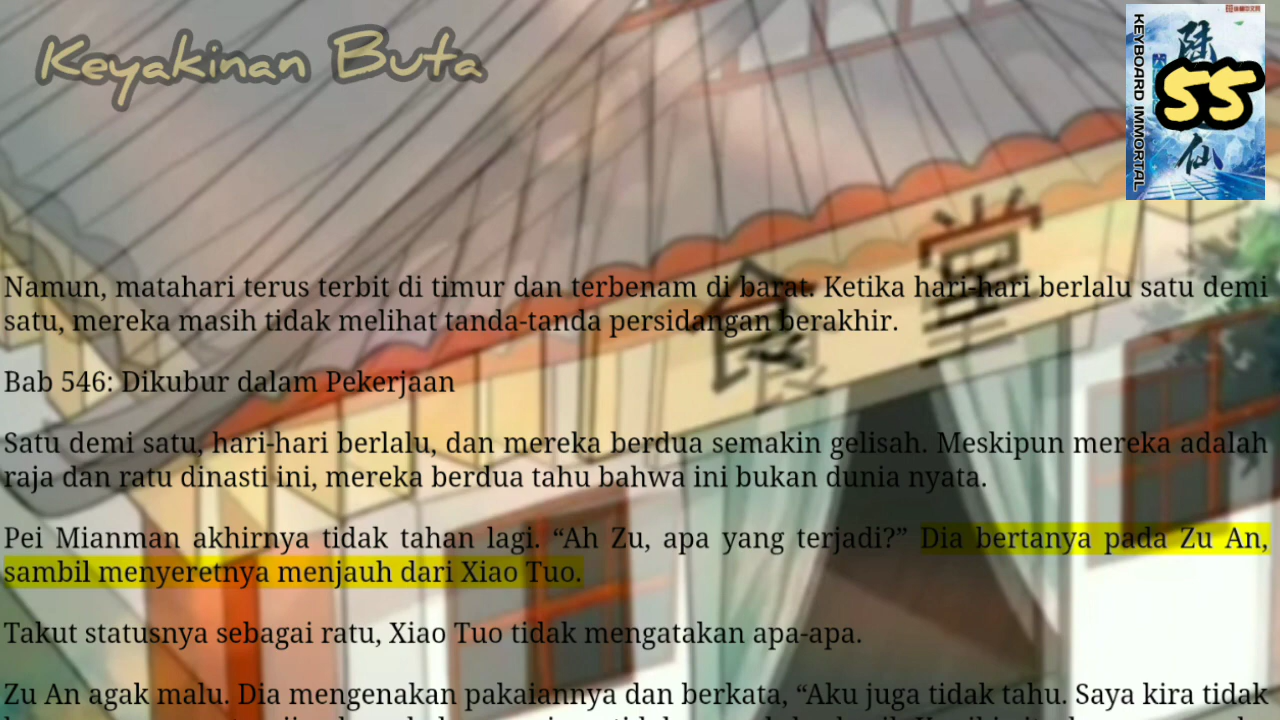 Keyakinan Buta
KEYBOARD IMMORTAL
陆
仙
55
食堂
Namun, matahari terus terbit di timur dan terbenam di barat. Ketika hari-hari berlalu satu demi
satu, mereka masih tidak melihat tanda-tanda persidangan berakhir.
Bab 546: Dikubur dalam Pekerjaan
Satu demi satu, hari-hari berlalu, dan mereka berdua semakin gelisah. Meskipun mereka adalah
raja dan ratu dinasti ini, mereka berdua tahu bahwa ini bukan dunia nyata.
Pei Mianman akhirnya tidak tahan lagi. “Ah Zu, apa yang terjadi?” Dia bertanya pada Zu An,
sambil menyeretnya menjauh dari Xiao Tuo.
Takut statusnya sebagai ratu, Xiao Tuo tidak mengatakan apa-apa.
Zu An agak malu. Dia mengenakan pakaiannya dan berkata, “Aku juga tidak tahu. Saya kira tidak